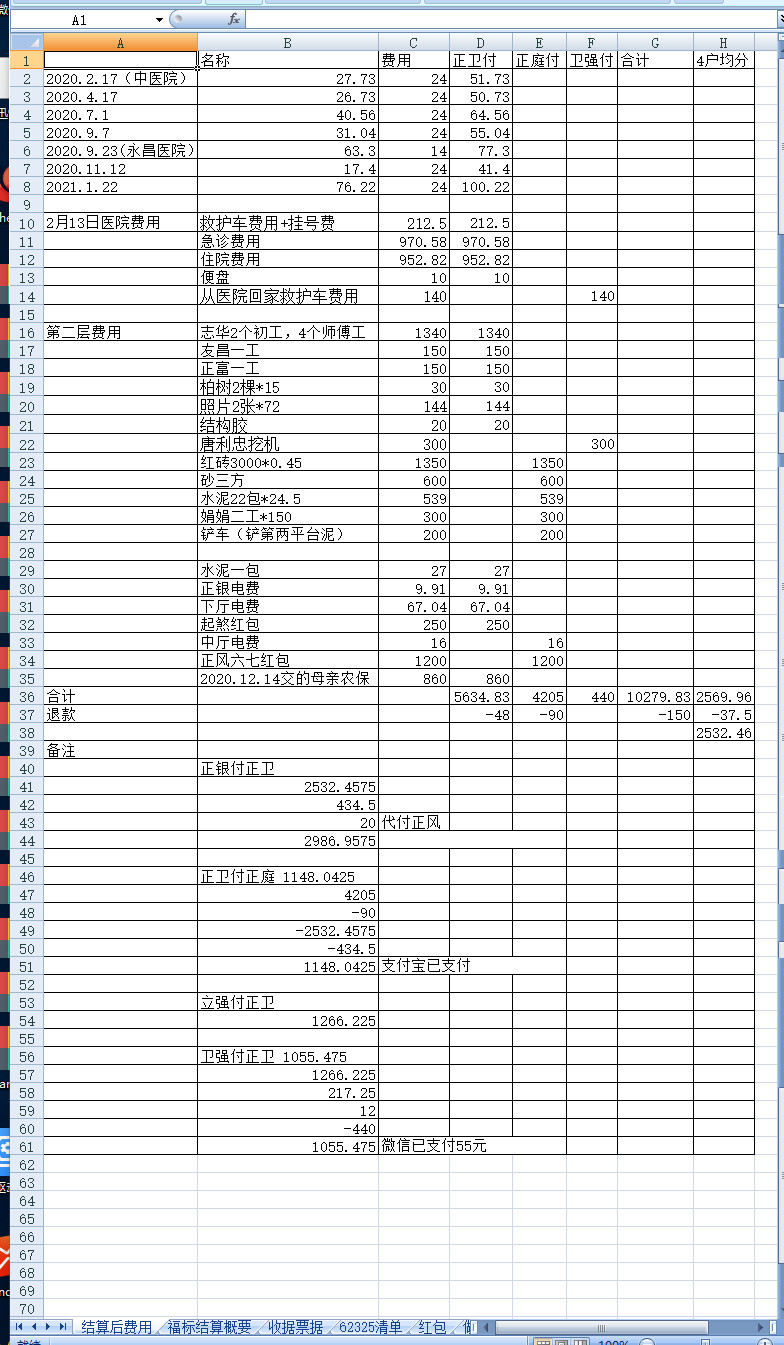 A1 fx
A B C D E F G H
1 名称 费用 正卫付 正庭付 卫强付 合计 4户均分
2 2020.2.17（中医院） 27.73 24 51.73
3 2020.4.17 26.73 24 50.73
4 2020.7.1 40.56 24 64.56
5 2020.9.7 31.04 24 55.04
6 2020.9.23(永昌医院) 63.3 14 77.3
7 2020.11.12 17.4 24 41.4
8 2021.1.22 76.22 24 100.22
9
10 2月13日医院费用 救护车费用+挂号费 212.5 212.5
11 急诊费用 970.58 970.58
12 住院费用 952.82 952.82
13 便盘 10 10
14 从医院回家救护车费用 140 140
15
16 第二层费用 志华2个初工，4个师傅工 1340 1340
17 友昌一工 150 150
18 正富一工 150 150
19 柏树2棵*15 30 30
20 照片2张*72 144 144
21 结构胶 20 20
22 唐利忠挖机 300 300
23 红砖3000*0.45 1350 1350
24 砂三方 600 600
25 水泥22包*24.5 539 539
26 娟娟二工*150 300 300
27 铲车（铲第两平台泥） 200 200
28
29 水泥一包 27 27
30 正银电费 9.91 9.91
31 下厅电费 67.04 67.04
32 起煞红包 250 250
33 中厅电费 16 16
34 正风六七红包 1200 1200
35 2020.12.14交的母亲农保 860 860
36 合计 5634.83 4205 440 10279.83 2569.96
37 退款 -48 -90 -150 -37.5
38 2532.46
39 备注
40 正银付正卫
41 2532.4575
42 434.5
43 20 代付正风
44 2986.9575
45
46 正卫付正庭 1148.0425
47 4205
48 -90
49 -2532.4575
50 -434.5
51 1148.0425 支付宝已支付
52
53 立强付正卫
54 1266.225
55
56 卫强付正卫 1055.475
57 1266.225
58 217.25
59 12
60 -440
61 1055.475 微信已支付55元
62
63
64
65
66
67
68
69
70
结算后费用 福标结算概要 收据票据 62325清单 红包
100%